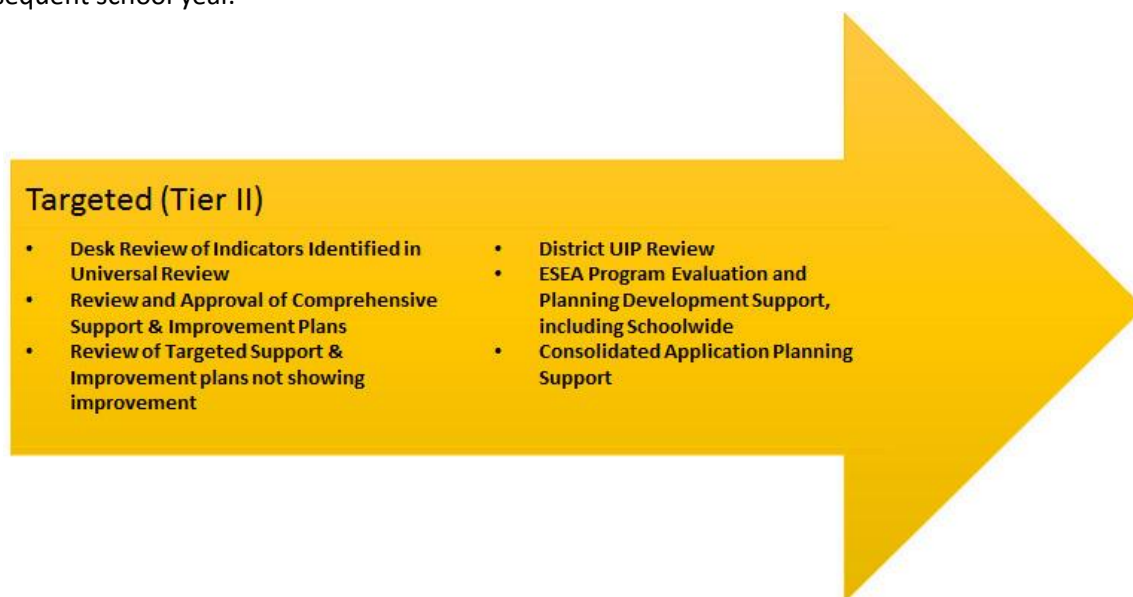 sequent school year.
Targeted (Tier II)
• Desk Review of Indicators Identified in
Universal Review
• Review and Approval of Comprehensive
Support & Improvement Plans
• Review of Targeted Support &
Improvement plans not showing
improvement
• District UIP Review
• ESEA Program Evaluation and
Planning Development Support,
including Schoolwide
• Consolidated Application Planning
Support